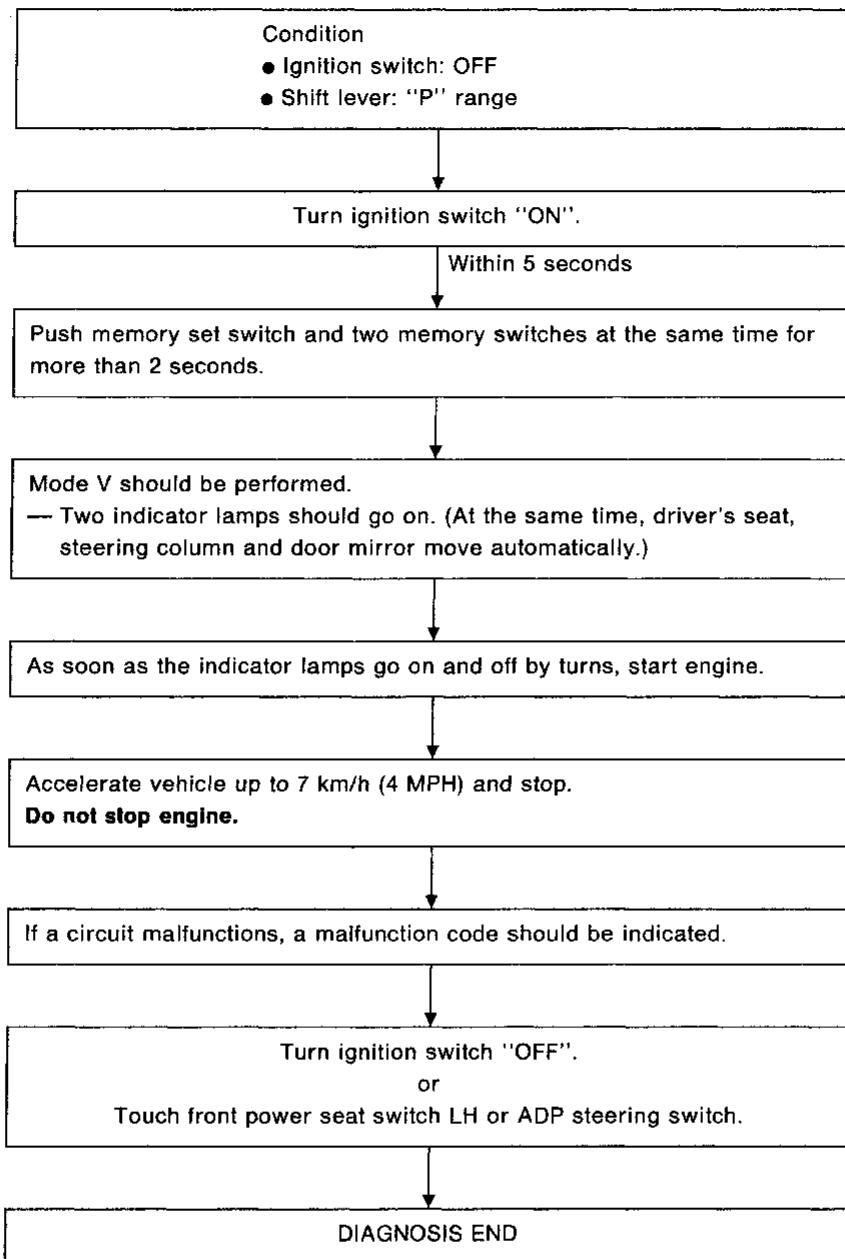 Condition
● Ignition switch: OFF
● Shift lever: "P" range
Turn ignition switch "ON".
Within 5 seconds
Push memory set switch and two memory switches at the same time for
more than 2 seconds.
Mode V should be performed.
— Two indicator lamps should go on. (At the same time, driver's seat,
steering column and door mirror move automatically.)
As soon as the indicator lamps go on and off by turns, start engine.
Accelerate vehicle up to 7 km/h (4 MPH) and stop.
Do not stop engine.
If a circuit malfunctions, a malfunction code should be indicated.
Turn ignition switch "OFF".
or
Touch front power seat switch LH or ADP steering switch.
DIAGNOSIS END